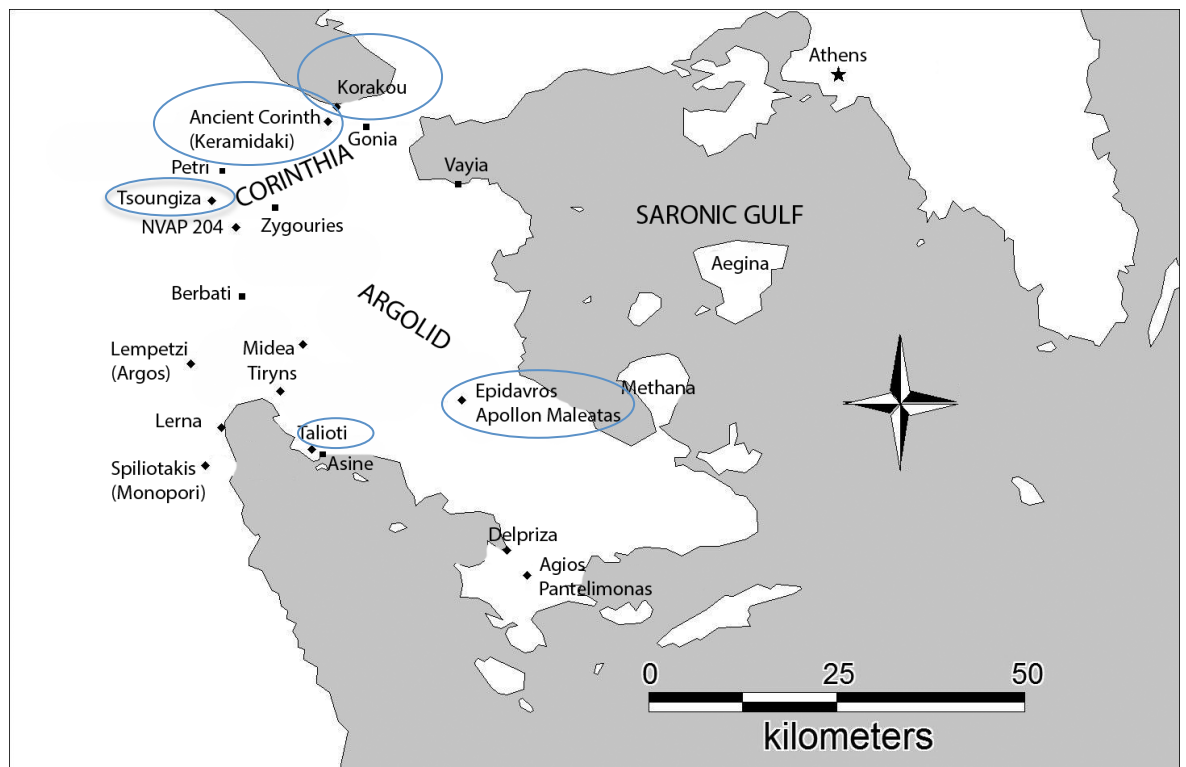 Athens
Korakou
Ancient Corinth
(Keramidaki)
Gonia
CORINTHIA
Petri
Vayia
Tsoungiza
SARONIC GULF
NVAP 204
Zygouries
Aegina
Berbati
ARGOLID
Lempetzi
(Argos)
Midea
Tiryns
Epidavros
Apollon Maleatas
Methana
Lerna
Talioti
Asine
Spiliotakis
(Monopori)
Delpriza
Agios
Pantelimonas
0 25 50
kilometers